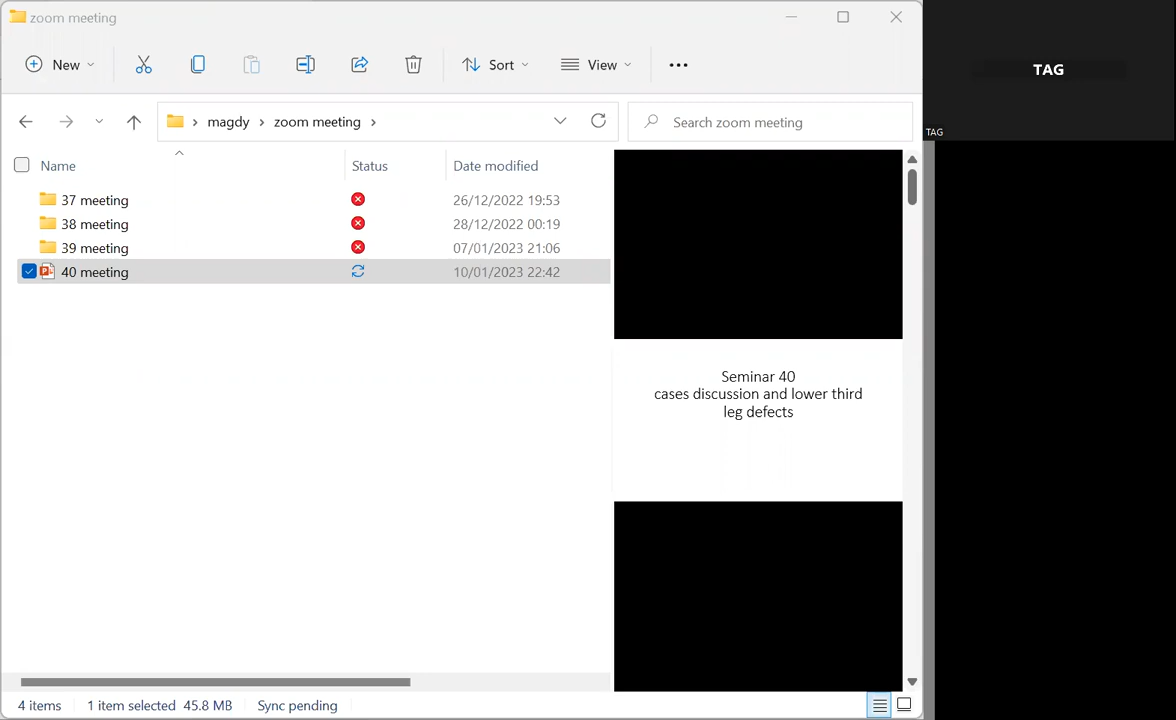 zoom meeting
New
Sort
View
magdy
zoom meeting
Search zoom meeting
Name
Status
Date modified
37 meeting
26/12/2022 19:53
38 meeting
28/12/2022 00:19
39 meeting
07/01/2023 21:06
40 meeting
10/01/2023 22:42
Seminar 40
cases discussion and lower third
leg defects
4 items
1 item selected 45.8 MB
Sync pending
TAG
TAG